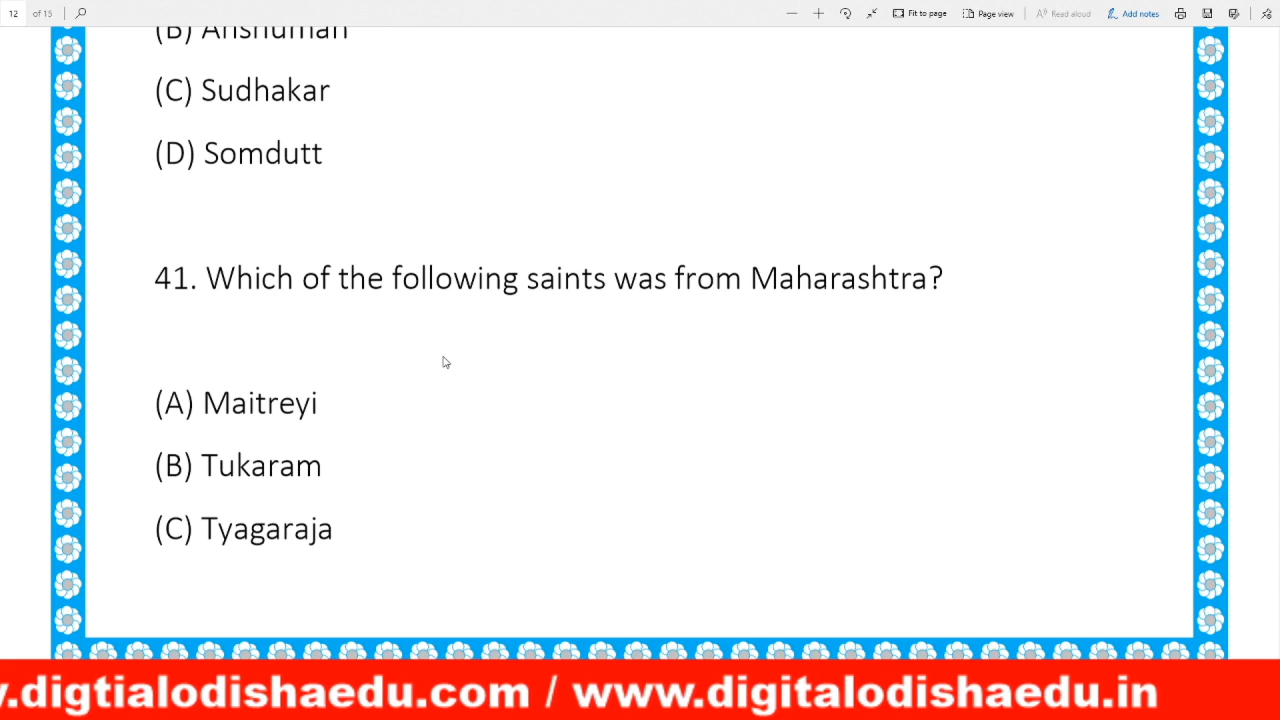 12 of 15 Fit to page Page view Read aloud Add notes
(B) Anshuman
(C) Sudhakar
(D) Somdutt
41. Which of the following saints was from Maharashtra?
(A) Maitreyi
(B) Tukaram
(C) Tyagaraja
.digtialodishaedu.com / www.digitalodishaedu.in